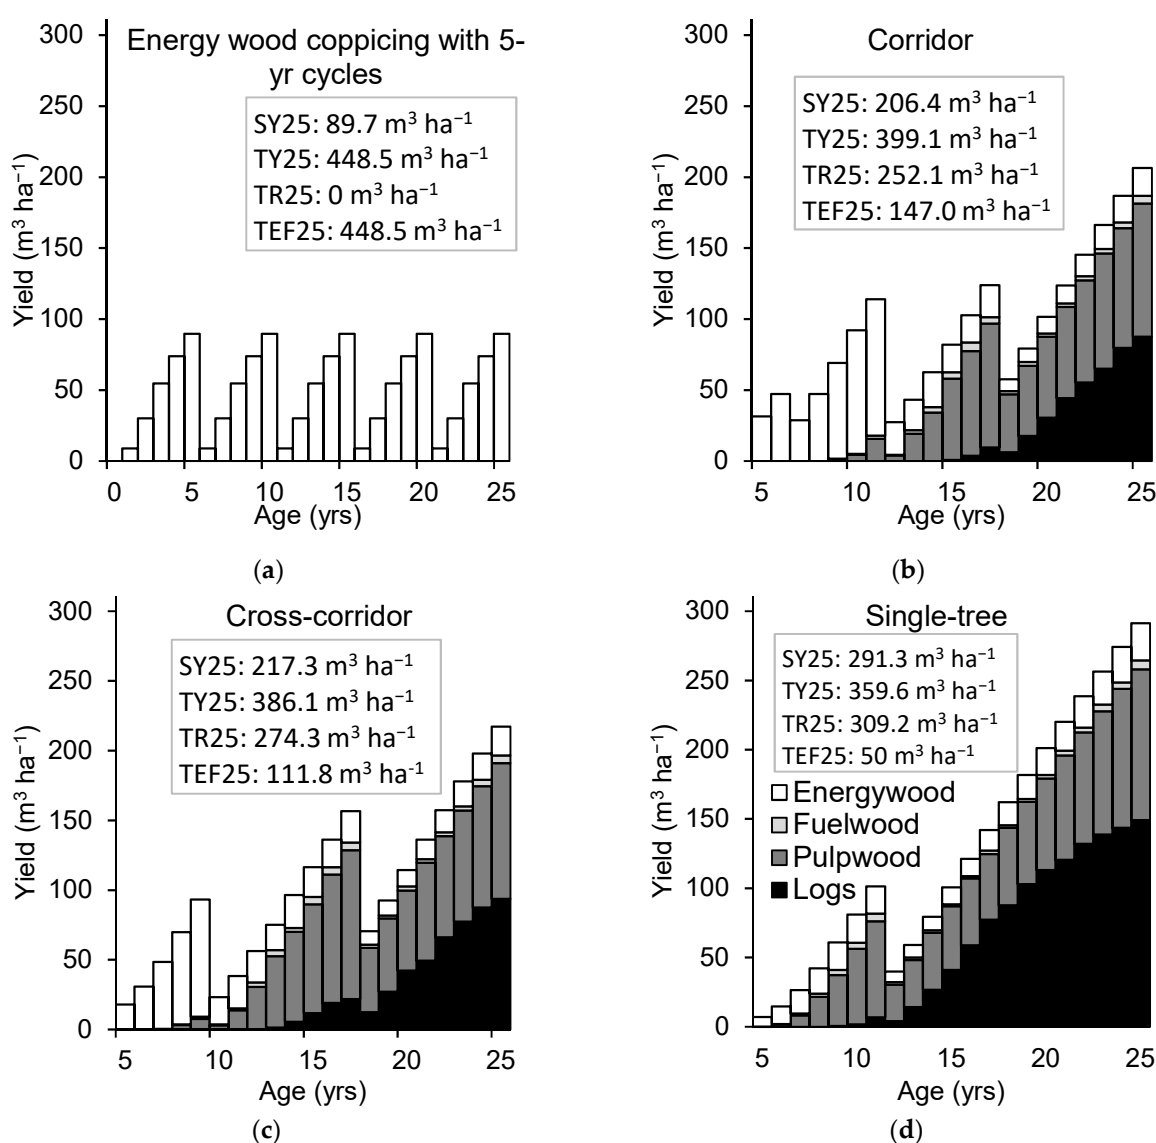 Energy wood coppicing with 5-
yr cycles
SY25: 89.7 m³ ha⁻¹
TY25: 448.5 m³ ha⁻¹
TR25: 0 m³ ha⁻¹
TEF25: 448.5 m³ ha⁻¹
Yield (m³ ha⁻¹)
300
250
200
150
100
50
0
0 5 10 15 20 25
Age (yrs)
(a)
Corridor
SY25: 206.4 m³ ha⁻¹
TY25: 399.1 m³ ha⁻¹
TR25: 252.1 m³ ha⁻¹
TEF25: 147.0 m³ ha⁻¹
Yield (m³ ha⁻¹)
300
250
200
150
100
50
0
5 10 15 20 25
Age (yrs)
(b)
Cross-corridor
SY25: 217.3 m³ ha⁻¹
TY25: 386.1 m³ ha⁻¹
TR25: 274.3 m³ ha⁻¹
TEF25: 111.8 m³ ha⁻¹
Yield (m³ ha⁻¹)
300
250
200
150
100
50
0
5 10 15 20 25
Age (yrs)
(c)
Single-tree
SY25: 291.3 m³ ha⁻¹
TY25: 359.6 m³ ha⁻¹
TR25: 309.2 m³ ha⁻¹
TEF25: 50 m³ ha⁻¹
Energywood
Fuelwood
Pulpwood
Logs
Yield (m³ ha⁻¹)
300
250
200
150
100
50
0
5 10 15 20 25
Age (yrs)
(d)